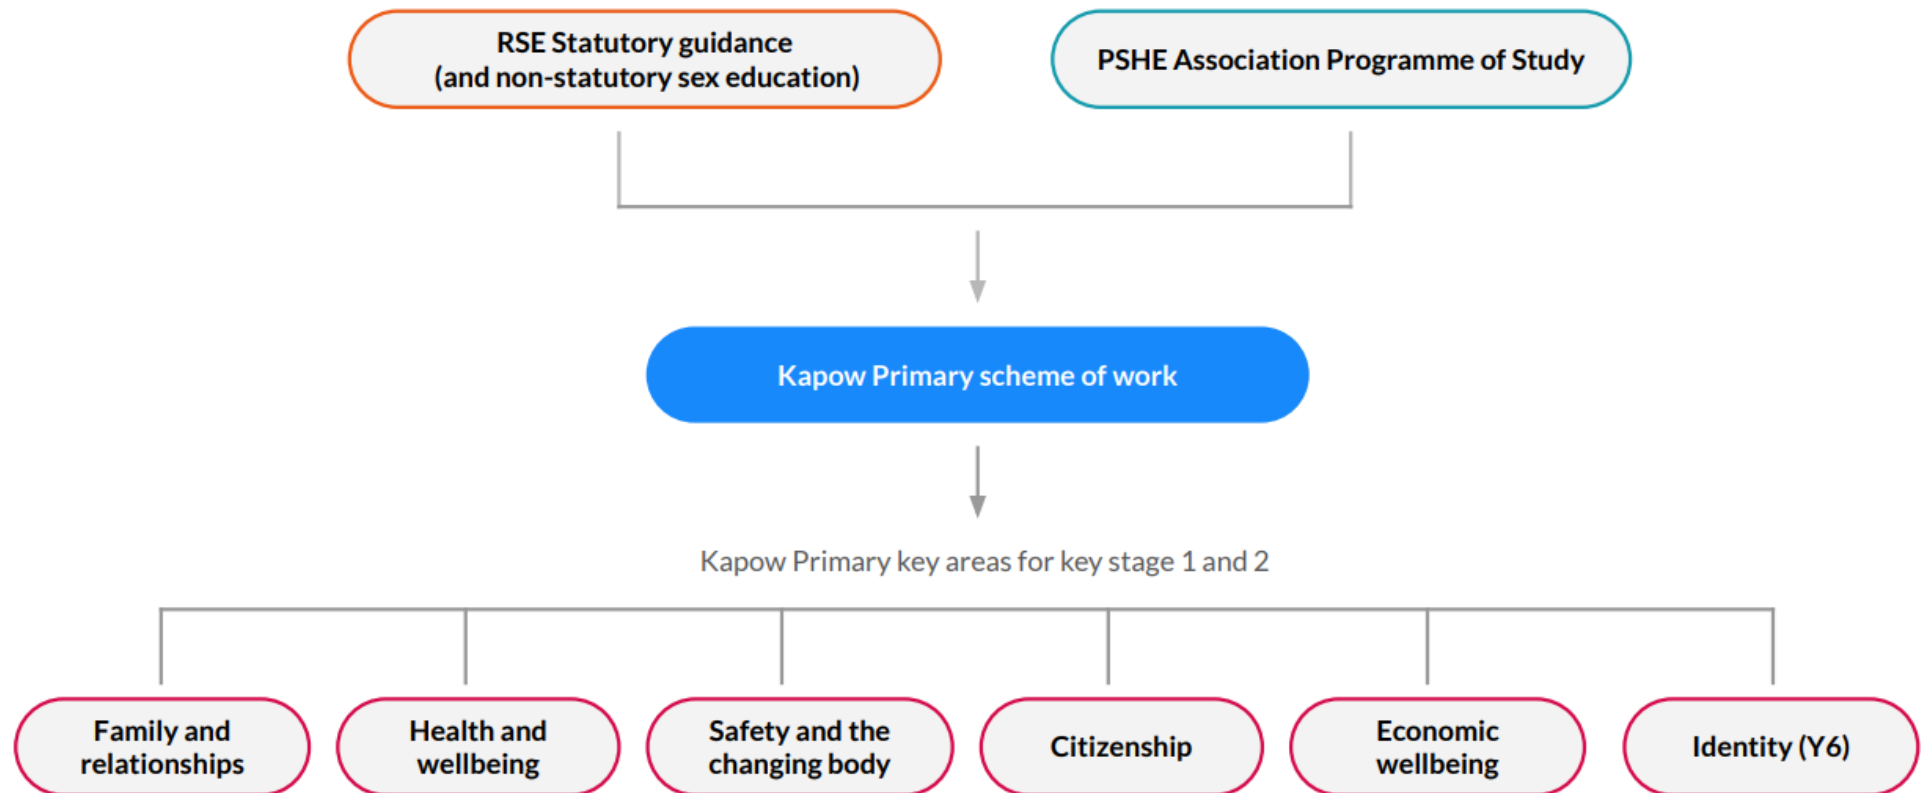 RSE Statutory guidance
(and non-statutory sex education)
PSHE Association Programme of Study
Kapow Primary scheme of work
Kapow Primary key areas for key stage 1 and 2
Family and
relationships
Health and
wellbeing
Safety and the
changing body
Citizenship
Economic
wellbeing
Identity (Y6)